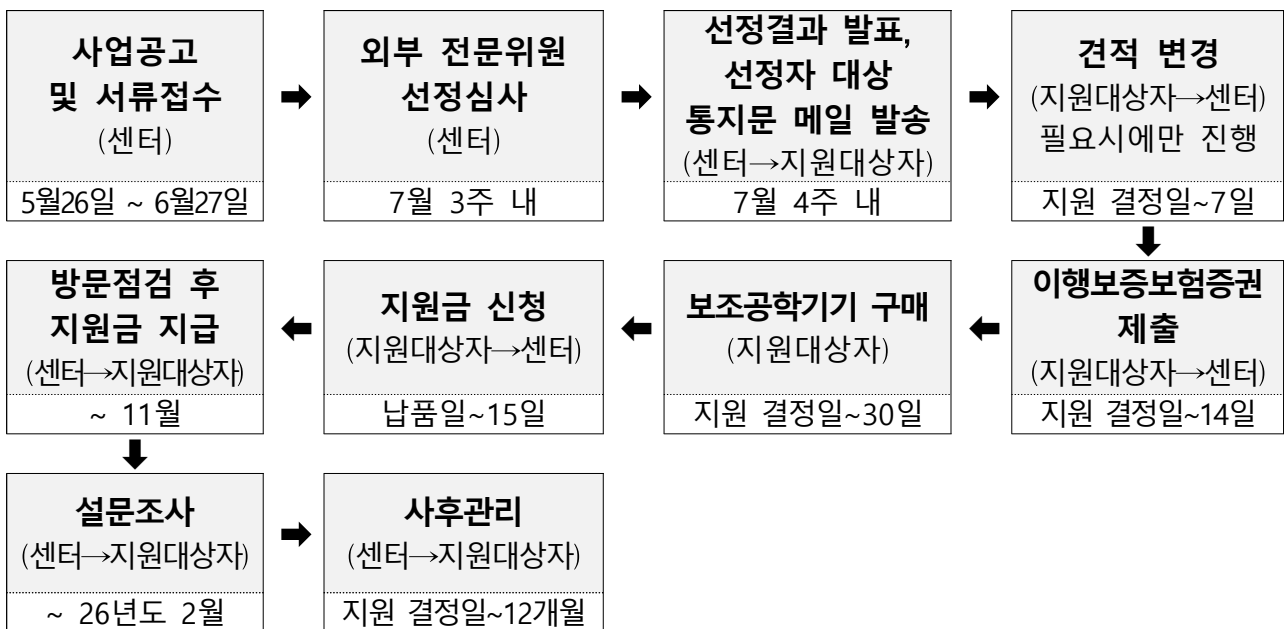 사업공고
및 서류접수
(센터)
5월26일 ~ 6월27일
외부 전문위원
선정심사
(센터)
7월 3주 내
선정결과 발표,
선정자 대상
통지문 메일 발송
(센터→지원대상자)
7월 4주 내
견적 변경
(지원대상자→센터)
필요시에만 진행
지원 결정일~7일
이행보증보험증권
제출
(지원대상자→센터)
지원 결정일~14일
보조공학기기 구매
(지원대상자)
지원 결정일~30일
지원금 신청
(지원대상자→센터)
납품일~15일
방문점검 후
지원금 지급
(센터→지원대상자)
~ 11월
설문조사
(센터→지원대상자)
~ 26년도 2월
사후관리
(센터→지원대상자)
지원 결정일~12개월